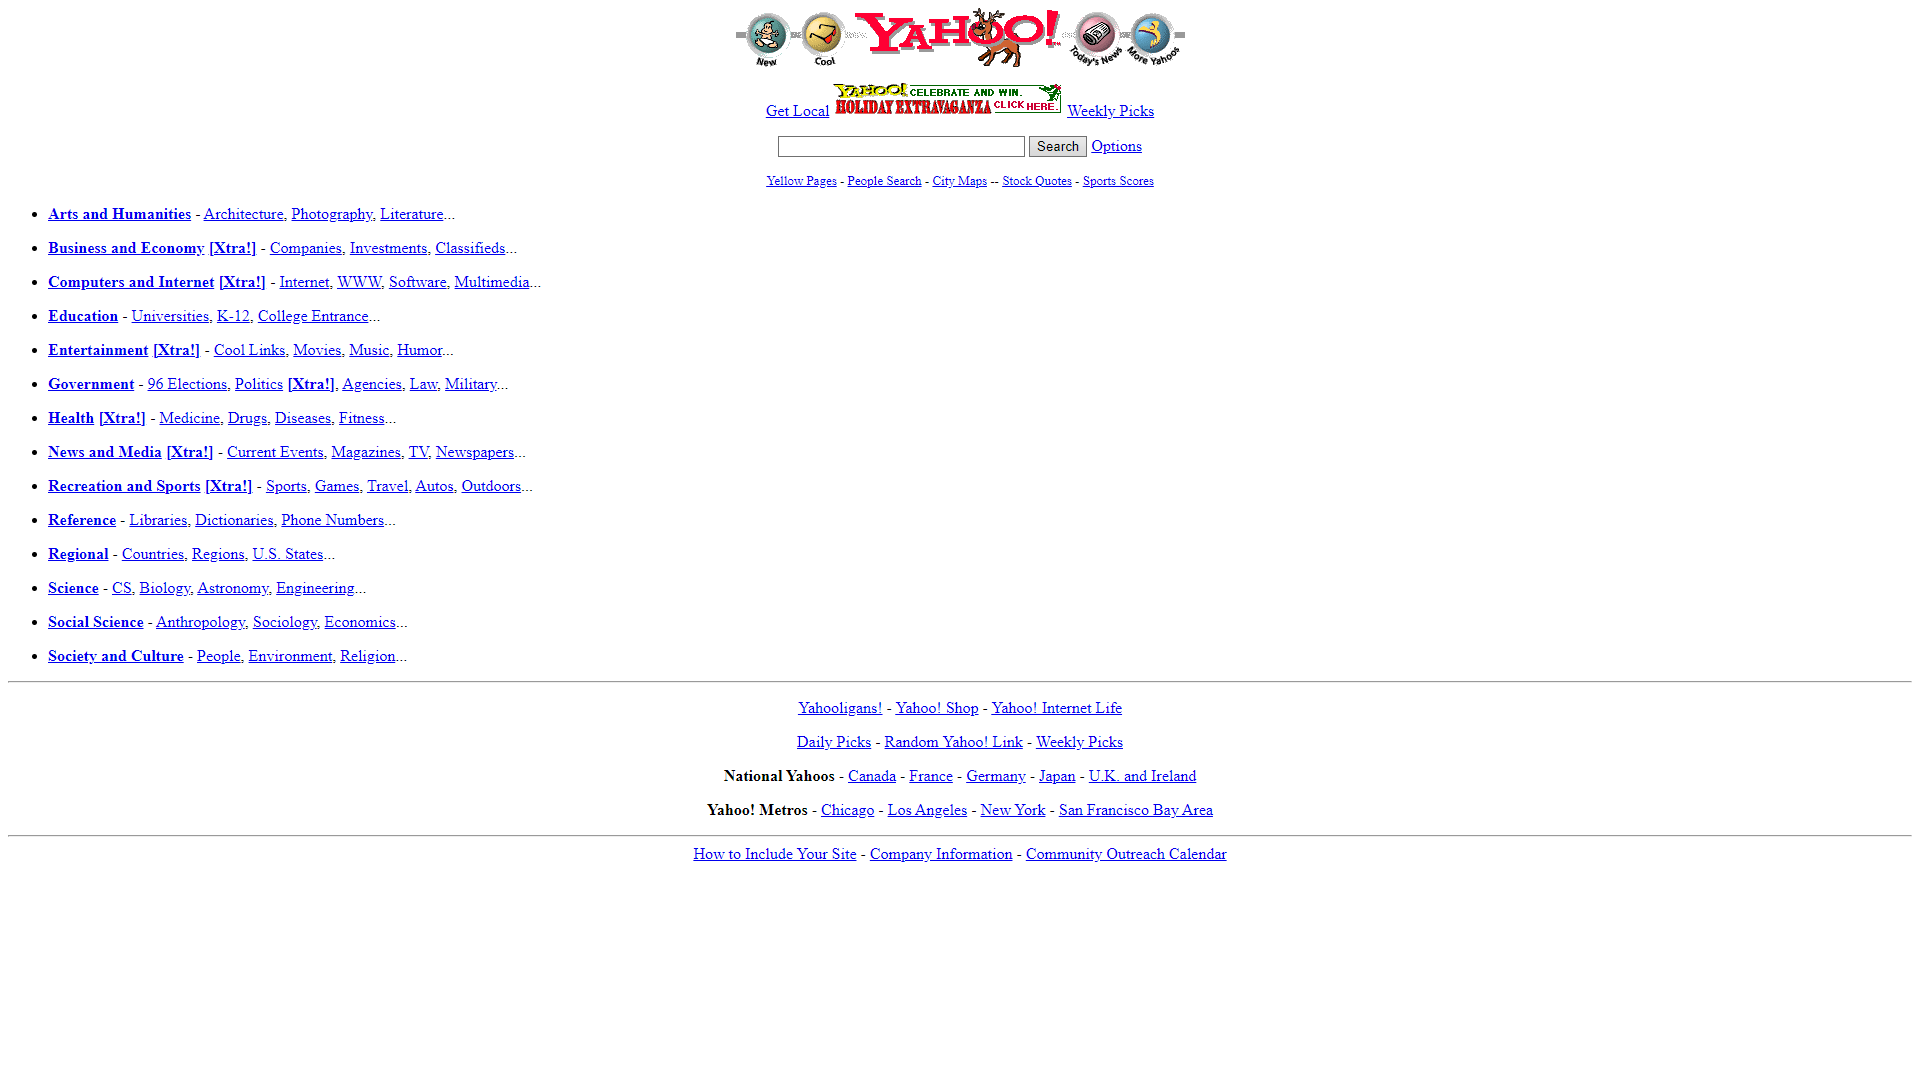 New Cool YAHOO! Today's News More Yahoos
Get Local YAHOO! CELEBRATE AND WIN. HOLIDAY EXTRAVAGANZA CLICK HERE. Weekly Picks
Search Options
Yellow Pages - People Search - City Maps -- Stock Quotes - Sports Scores
• Arts and Humanities - Architecture, Photography, Literature...
• Business and Economy [Xtra!] - Companies, Investments, Classifieds...
• Computers and Internet [Xtra!] - Internet, WWW, Software, Multimedia...
• Education - Universities, K-12, College Entrance...
• Entertainment [Xtra!] - Cool Links, Movies, Music, Humor...
• Government - 96 Elections, Politics [Xtra!], Agencies, Law, Military...
• Health [Xtra!] - Medicine, Drugs, Diseases, Fitness...
• News and Media [Xtra!] - Current Events, Magazines, TV, Newspapers...
• Recreation and Sports [Xtra!] - Sports, Games, Travel, Autos, Outdoors...
• Reference - Libraries, Dictionaries, Phone Numbers...
• Regional - Countries, Regions, U.S. States...
• Science - CS, Biology, Astronomy, Engineering...
• Social Science - Anthropology, Sociology, Economics...
• Society and Culture - People, Environment, Religion...
Yahooligans! - Yahoo! Shop - Yahoo! Internet Life
Daily Picks - Random Yahoo! Link - Weekly Picks
National Yahoos - Canada - France - Germany - Japan - U.K. and Ireland
Yahoo! Metros - Chicago - Los Angeles - New York - San Francisco Bay Area
How to Include Your Site - Company Information - Community Outreach Calendar